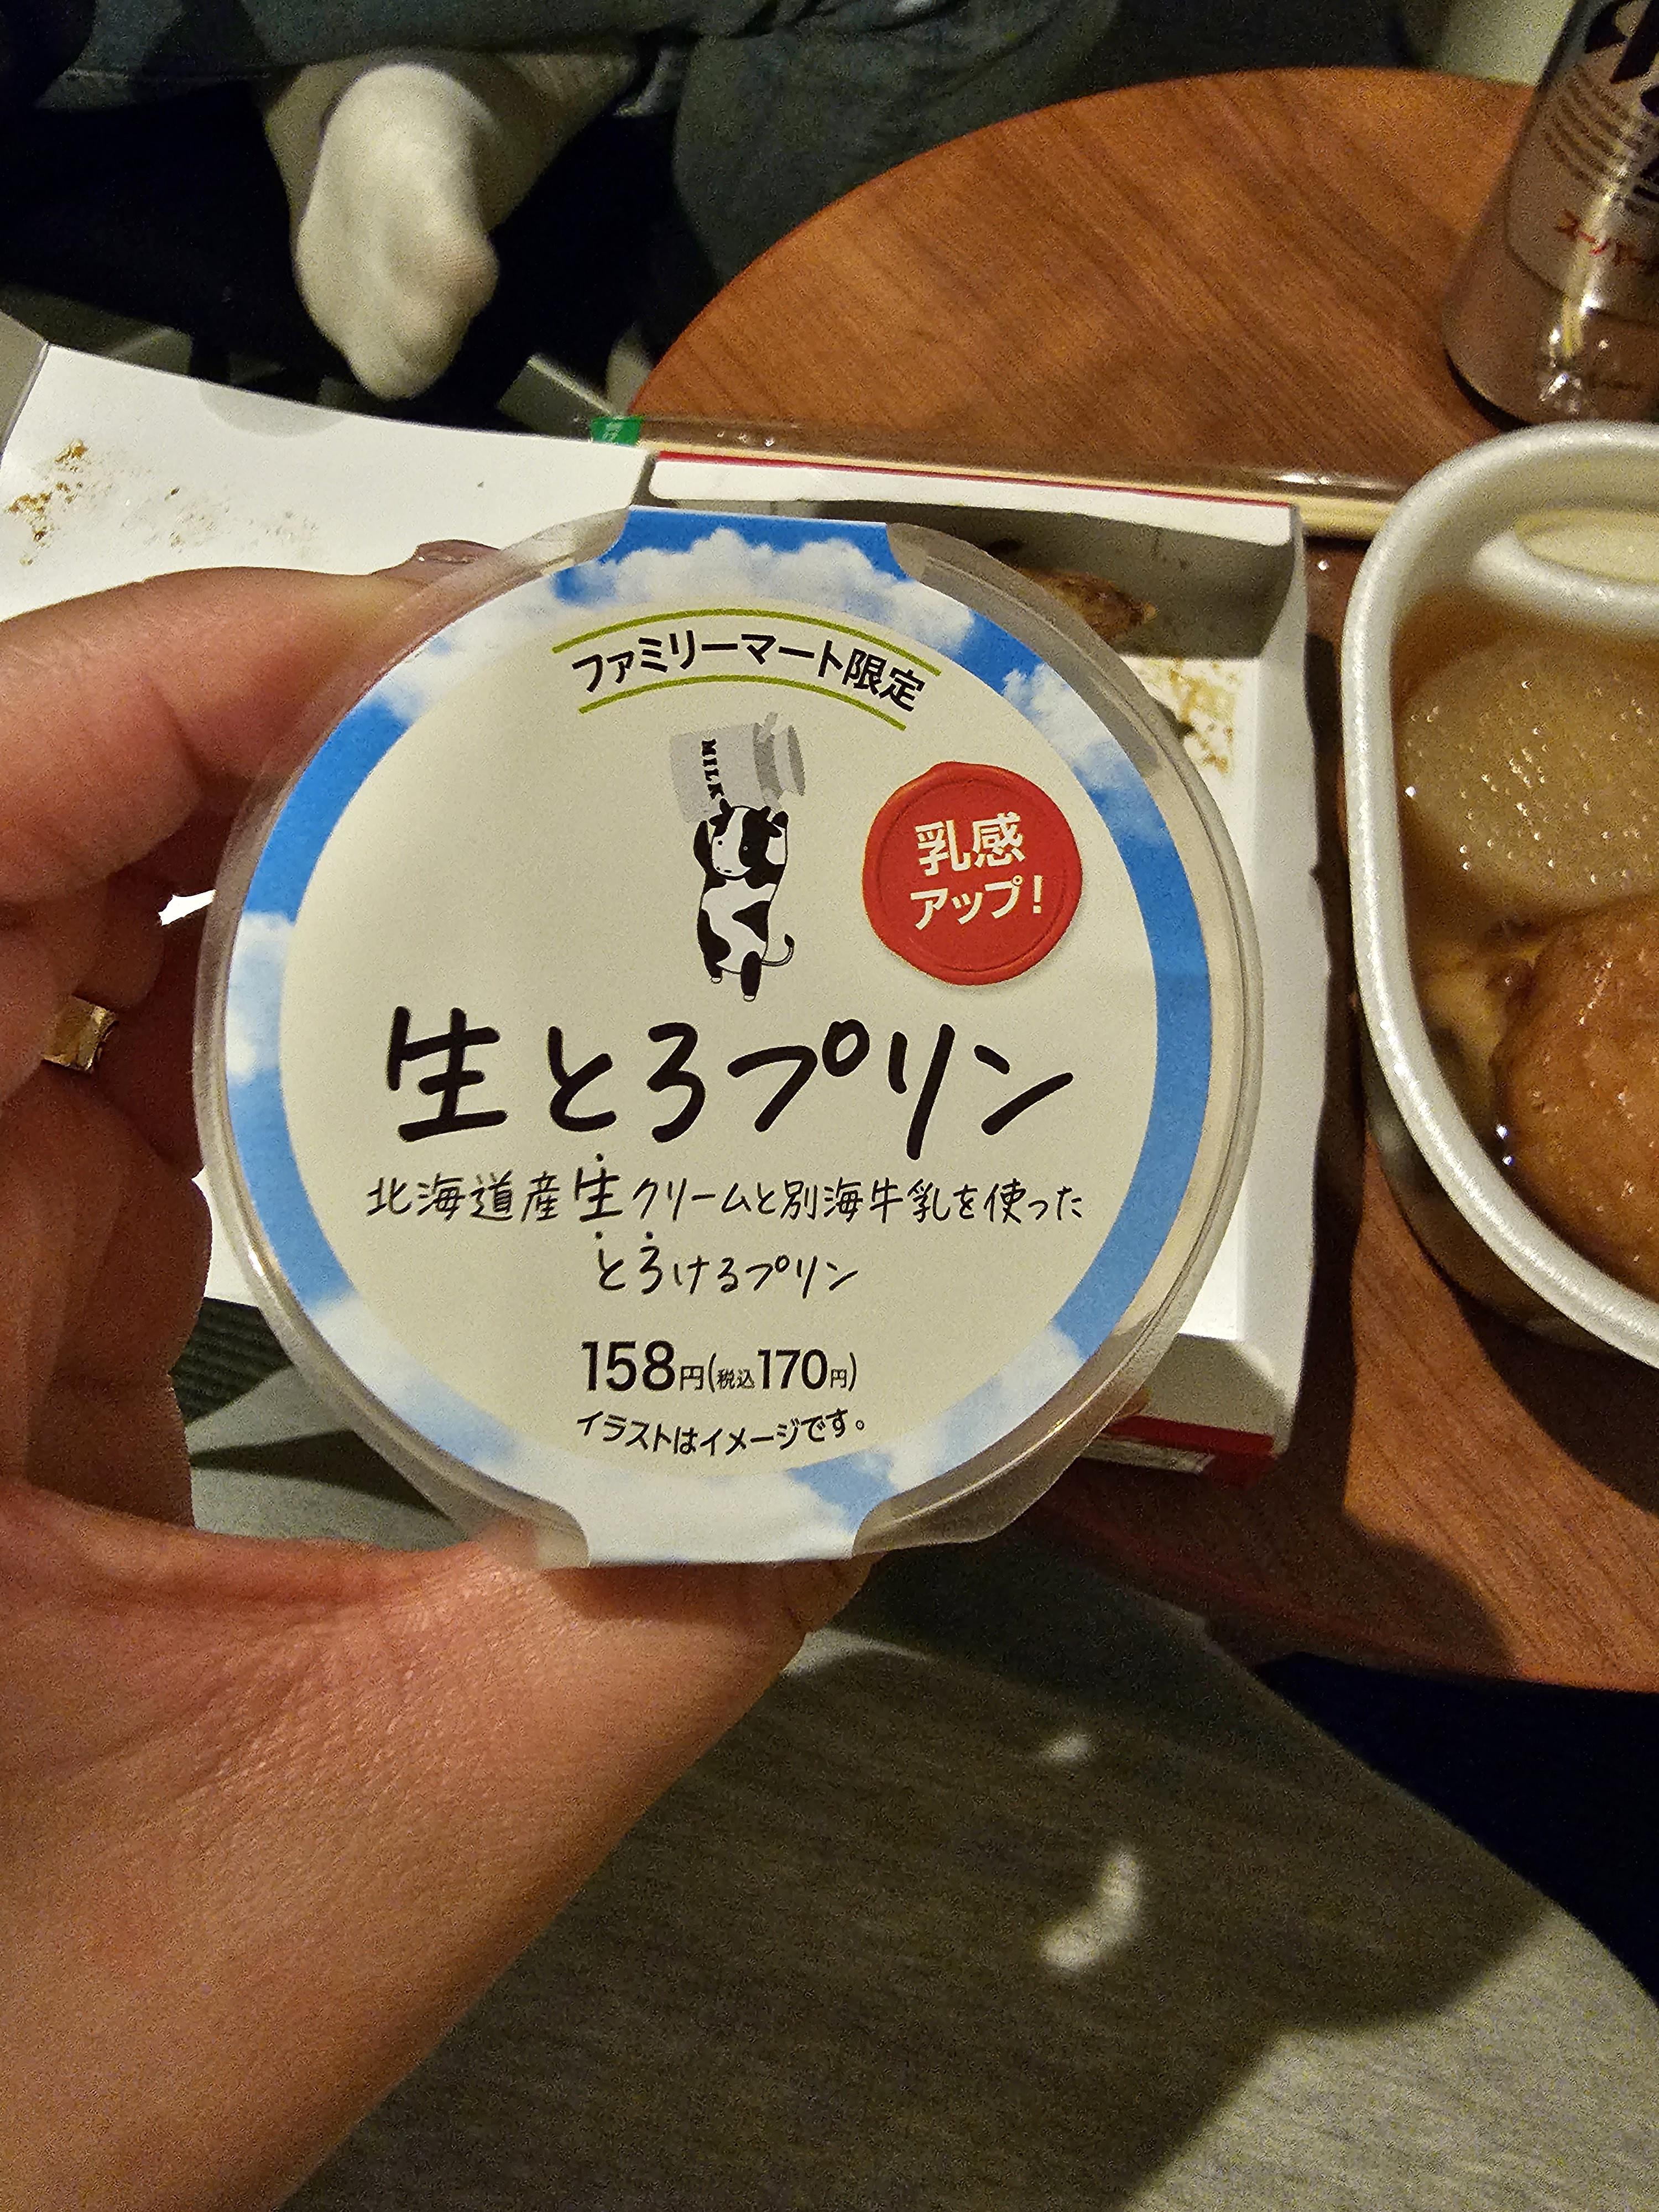 ファミリーマート限定
MILK
乳感
アップ!
生とろプリン
北海道産生クリームと別海牛乳を使った
とろけるプリン
158円(税込170円)
イラストはイメージです。